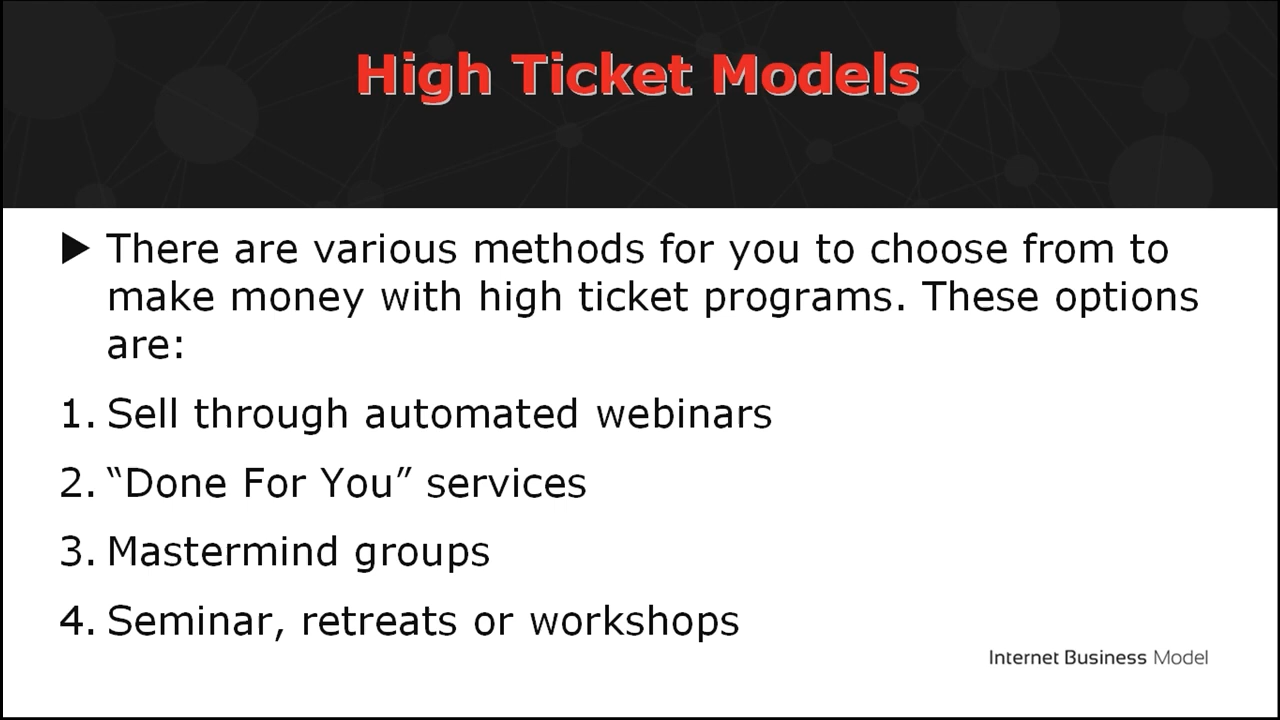 High Ticket Models
▶ There are various methods for you to choose from to
make money with high ticket programs. These options
are:
1. Sell through automated webinars
2. “Done For You” services
3. Mastermind groups
4. Seminar, retreats or workshops
Internet Business Model